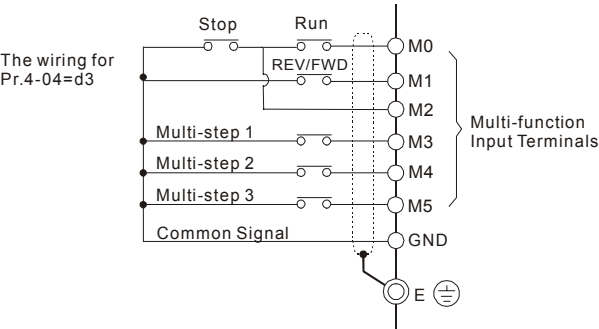 Stop
Run
M0
The wiring for
Pr.4-04=d3
REV/FWD
M1
M2
Multi-function
Input Terminals
Multi-step 1
M3
Multi-step 2
M4
Multi-step 3
M5
Common Signal
GND
E